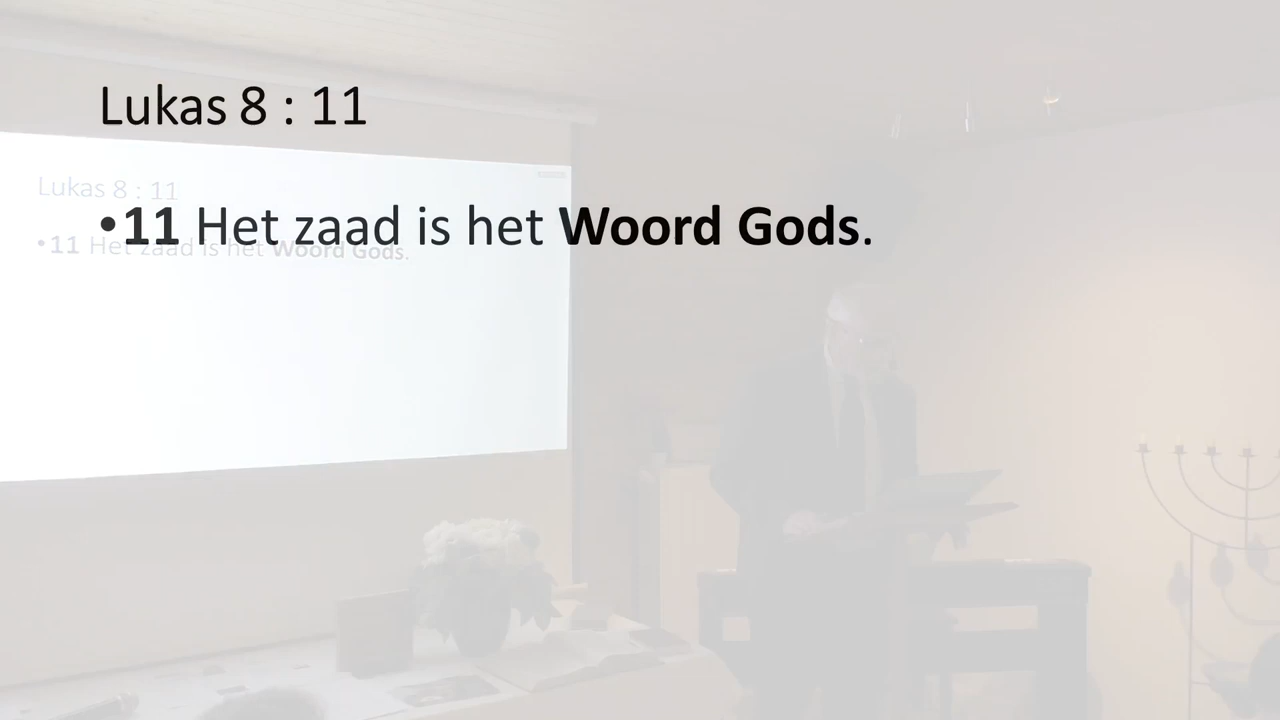 Lukas 8 : 11
•11 Het zaad is het Woord Gods.
Lukas 8 : 11
•11 Het zaad is het Woord Gods.